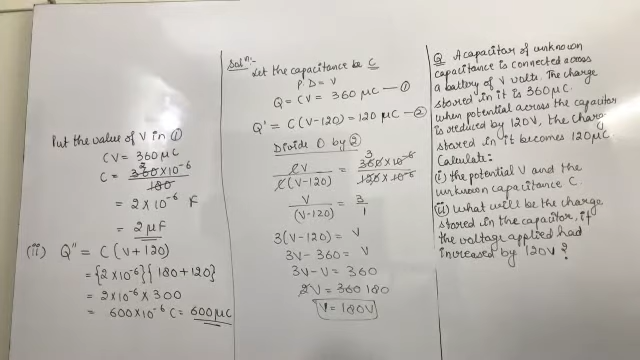 Q A capacitor of unknown
capacitance is connected across
a battery of V volts. The charge
stored in it is 360μC.
when potential across the capacitor
is reduced by 120V, the charge
stored in it becomes 120μC.
Calculate:
(i) the potential V and the
unknown capacitance C.
(ii) what will be the charge
stored in the capacitor, if
the voltage applied had
increased by 120V?
Solⁿ:-
Let the capacitance be C
P.D = V
Q = CV = 360 μC —①
Q' = C(V-120) = 120 μC —②
Divide ① by ②
CV / C(V-120) = 3 360×10⁻⁶ / 120×10⁻⁶
V / (V-120) = 3 / 1
3(V-120) = V
3V - 360 = V
3V - V = 360
2V = 360 180
V = 180V
Put the value of V in ①
CV = 360μC
C = 2 360×10⁻⁶ / 180
= 2 × 10⁻⁶ F
= 2μF
(ii) Q" = C (V + 120)
= {2×10⁻⁶}{180+120}
= 2×10⁻⁶ × 300
= 600×10⁻⁶ C = 600μC